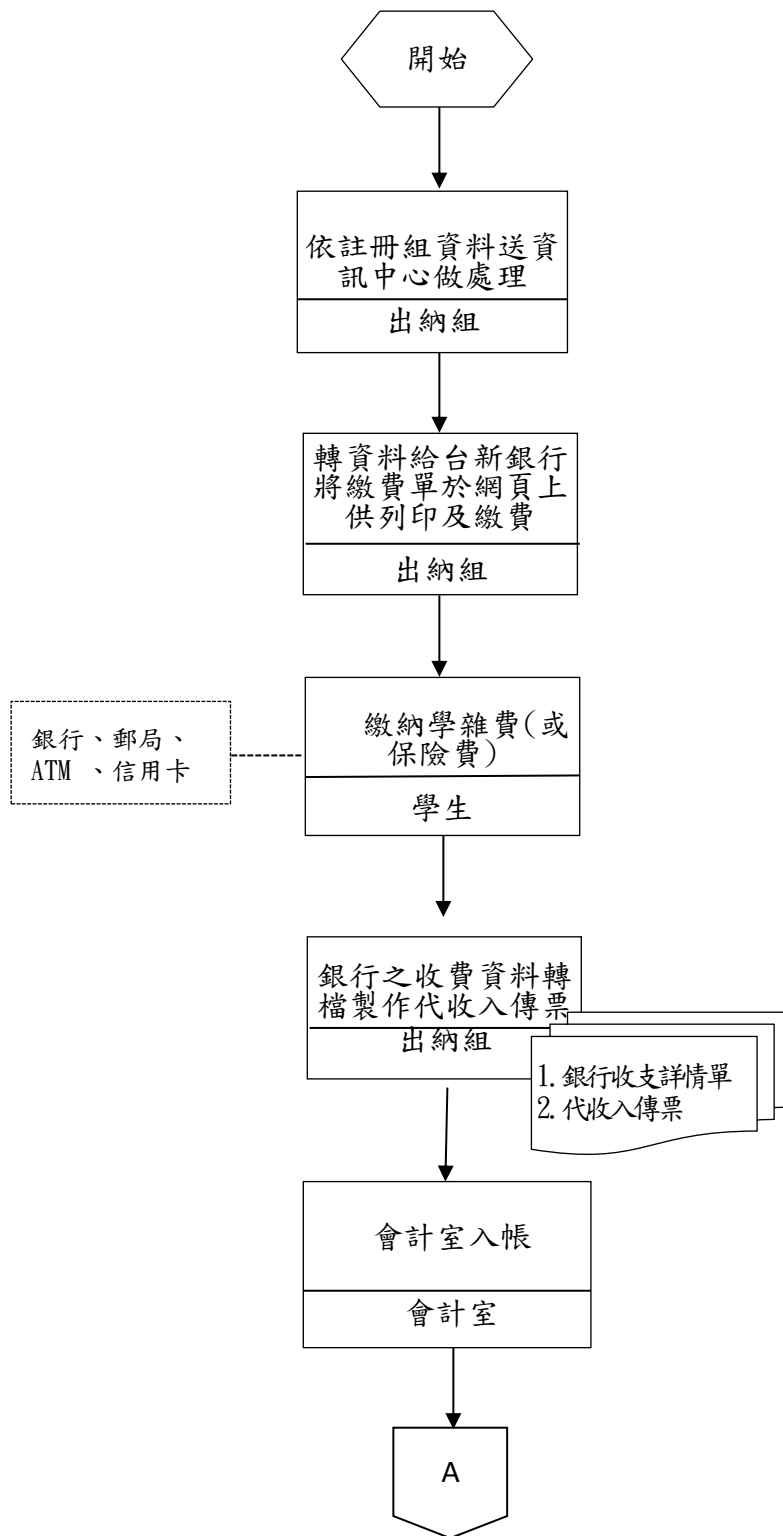 開始
依註冊組資料送資
訊中心做處理
出納組
轉資料給台新銀行
將繳費單於網頁上
供列印及繳費
出納組
銀行、郵局、
ATM 、信用卡
繳納學雜費(或
保險費)
學生
銀行之收費資料轉
檔製作代收入傳票
出納組
1. 銀行收支詳情單
2. 代收入傳票
會計室入帳
會計室
A